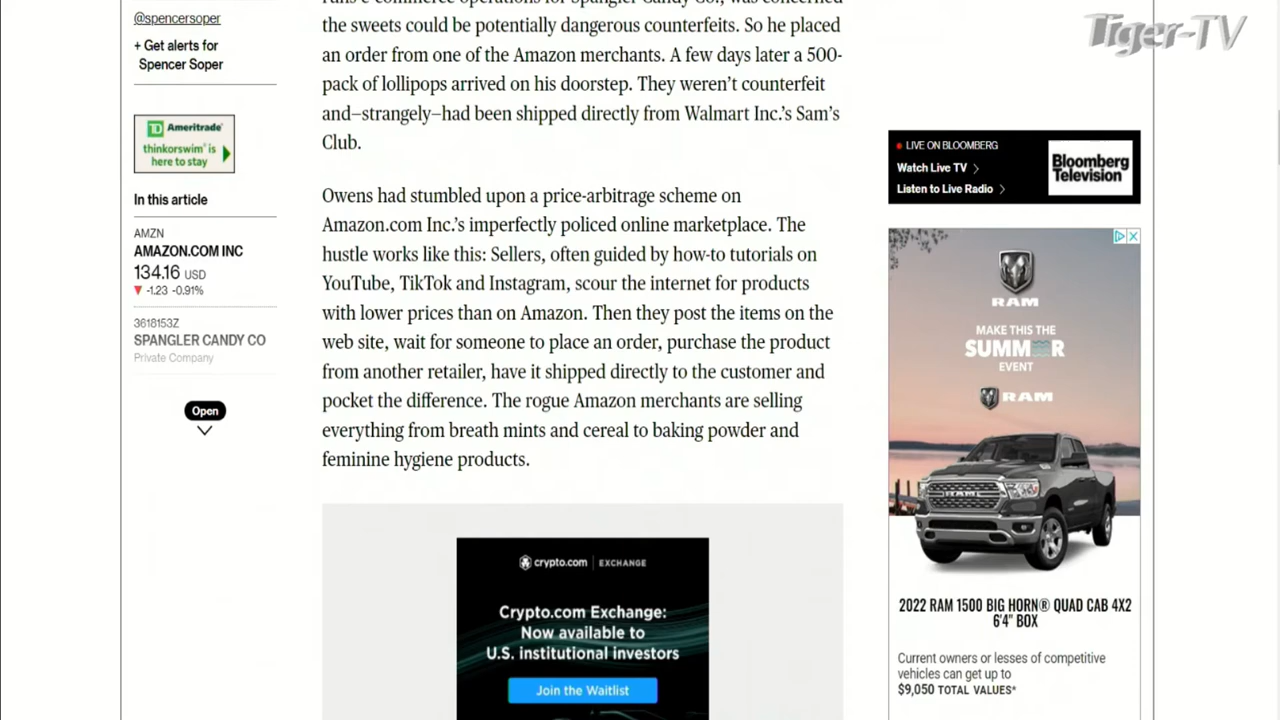 @spencersoper
+ Get alerts for
Spencer Soper
TD Ameritrade
thinkorswim® is
here to stay
In this article
AMZN
AMAZON.COM INC
134.16 USD
▼ -1.23 -0.91%
3618153Z
SPANGLER CANDY CO
Private Company
Open
the sweets could be potentially dangerous counterfeits. So he placed
an order from one of the Amazon merchants. A few days later a 500-
pack of lollipops arrived on his doorstep. They weren't counterfeit
and—strangely—had been shipped directly from Walmart Inc.'s Sam's
Club.
Owens had stumbled upon a price-arbitrage scheme on
Amazon.com Inc.'s imperfectly policed online marketplace. The
hustle works like this: Sellers, often guided by how-to tutorials on
YouTube, TikTok and Instagram, scour the internet for products
with lower prices than on Amazon. Then they post the items on the
web site, wait for someone to place an order, purchase the product
from another retailer, have it shipped directly to the customer and
pocket the difference. The rogue Amazon merchants are selling
everything from breath mints and cereal to baking powder and
feminine hygiene products.
crypto.com | EXCHANGE
Crypto.com Exchange:
Now available to
U.S. institutional investors
Join the Waitlist
Tiger-TV
LIVE ON BLOOMBERG
Watch Live TV
Listen to Live Radio
Bloomberg
Television
RAM
MAKE THIS THE
SUMMER
EVENT
RAM
RAM
2022 RAM 1500 BIG HORN® QUAD CAB 4X2
6'4" BOX
Current owners or lesses of competitive
vehicles can get up to
$9,050 TOTAL VALUES*